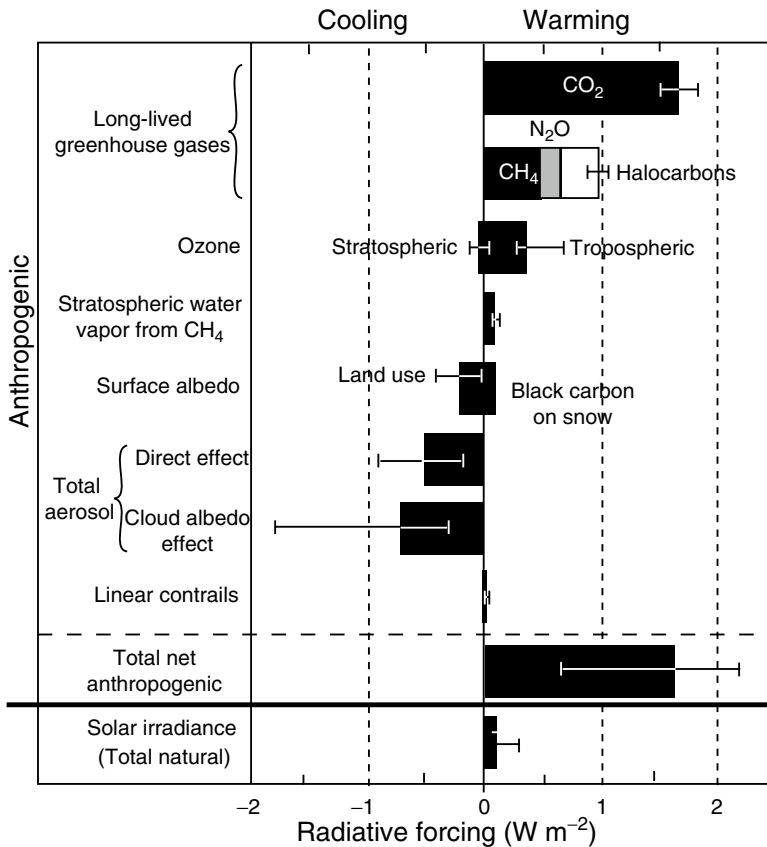 Cooling Warming
Long-lived
greenhouse gases
CO₂
N₂O
CH₄ Halocarbons
Ozone Stratospheric Tropospheric
Stratospheric water
vapor from CH₄
Surface albedo Land use Black carbon
on snow
Anthropogenic
Total
aerosol
Direct effect
Cloud albedo
effect
Linear contrails
Total net
anthropogenic
Solar irradiance
(Total natural)
−2 −1 0 1 2
Radiative forcing (W m⁻²)